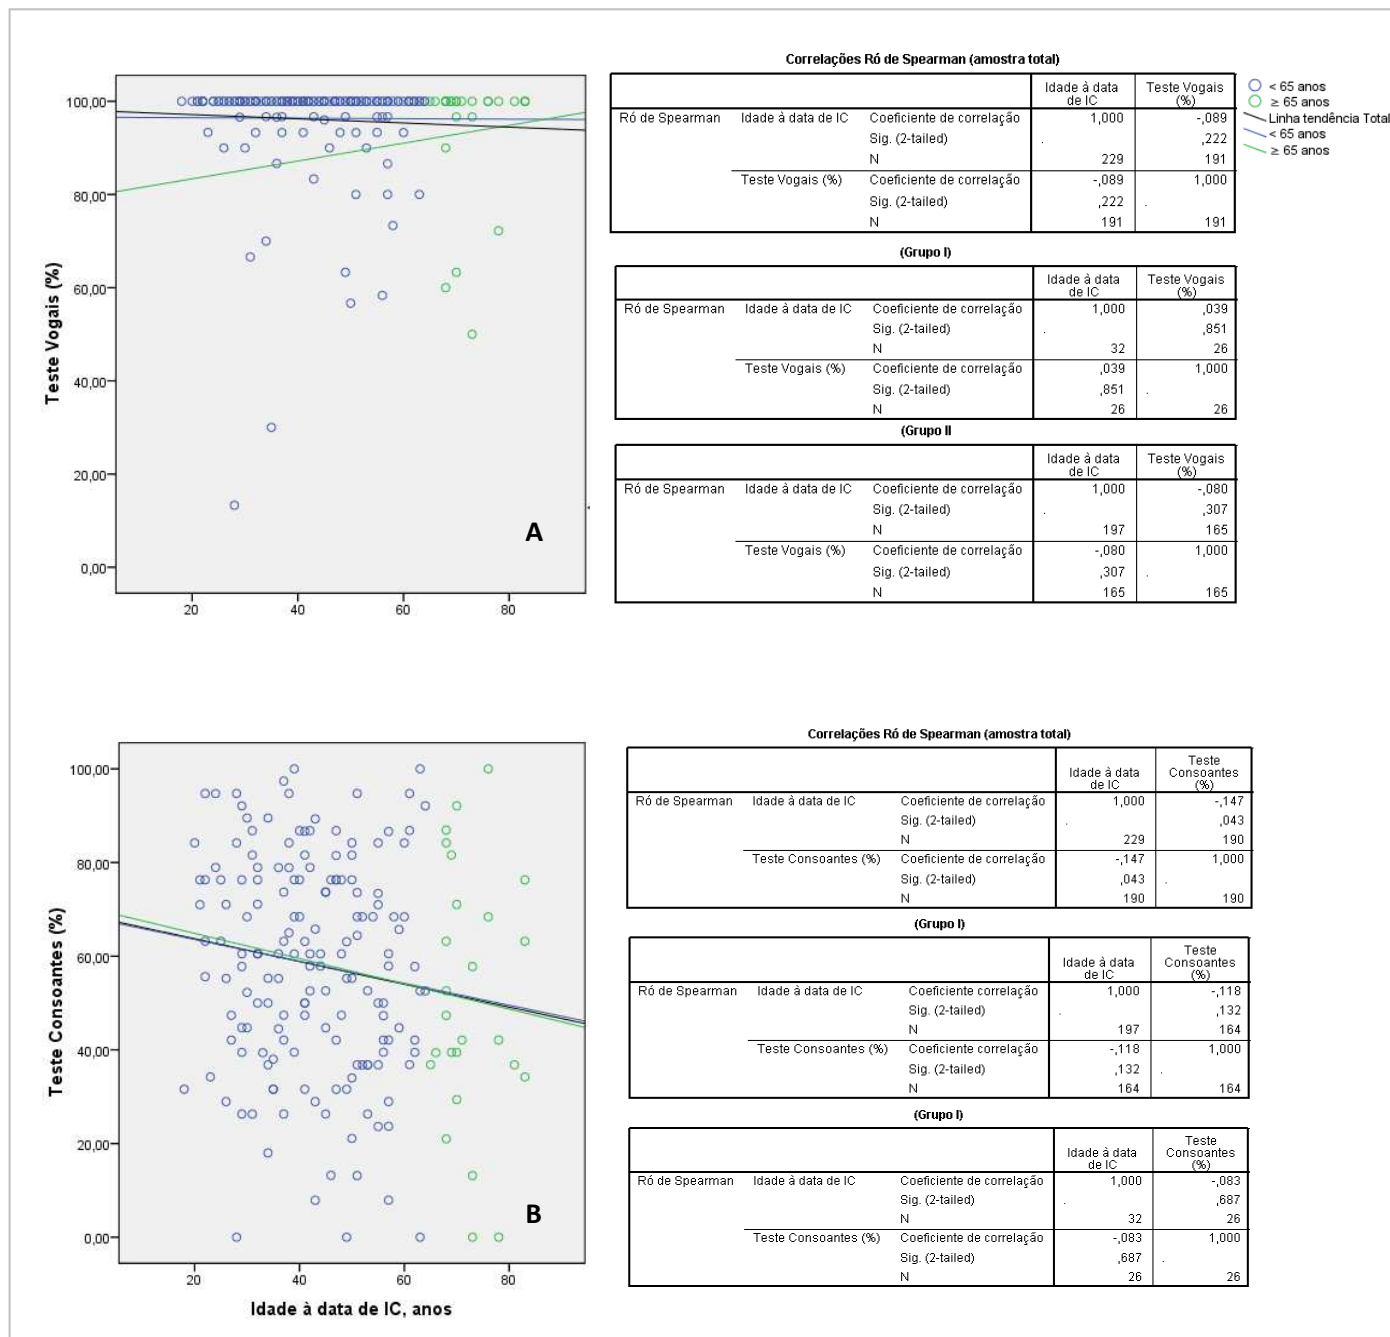 Correlações Ró de Spearman (amostra total)
Idade à data de IC Teste Vogais (%)
Ró de Spearman Idade à data de IC Coeficiente de correlação 1,000 -,089
Sig. (2-tailed) . ,222
N 229 191
Teste Vogais (%) Coeficiente de correlação -,089 1,000
Sig. (2-tailed) ,222 .
N 191 191
< 65 anos
≥ 65 anos
Linha tendência Total
< 65 anos
≥ 65 anos
(Grupo I)
Idade à data de IC Teste Vogais (%)
Ró de Spearman Idade à data de IC Coeficiente de correlação 1,000 ,039
Sig. (2-tailed) . ,851
N 32 26
Teste Vogais (%) Coeficiente de correlação ,039 1,000
Sig. (2-tailed) ,851 .
N 26 26
(Grupo II
Idade à data de IC Teste Vogais (%)
Ró de Spearman Idade à data de IC Coeficiente de correlação 1,000 -,080
Sig. (2-tailed) . ,307
N 197 165
Teste Vogais (%) Coeficiente de correlação -,080 1,000
Sig. (2-tailed) ,307 .
N 165 165
Teste Vogais (%)
100,00
80,00
60,00
40,00
20,00
0,00
A
20 40 60 80
Correlações Ró de Spearman (amostra total)
Idade à data de IC Teste Consoantes (%)
Ró de Spearman Idade à data de IC Coeficiente de correlação 1,000 -,147
Sig. (2-tailed) . ,043
N 229 190
Teste Consoantes (%) Coeficiente de correlação -,147 1,000
Sig. (2-tailed) ,043 .
N 190 190
(Grupo I)
Idade à data de IC Teste Consoantes (%)
Ró de Spearman Idade à data de IC Coeficiente correlação 1,000 -,118
Sig. (2-tailed) . ,132
N 197 164
Teste Consoantes (%) Coeficiente de correlação -,118 1,000
Sig. (2-tailed) ,132 .
N 164 164
(Grupo I)
Idade à data de IC Teste Consoantes (%)
Ró de Spearman Idade à data de IC Coeficiente de correlação 1,000 -,083
Sig. (2-tailed) . ,687
N 32 26
Teste Consoantes (%) Coeficiente de correlação -,083 1,000
Sig. (2-tailed) ,687 .
N 26 26
Teste Consoantes (%)
100,00
80,00
60,00
40,00
20,00
0,00
B
20 40 60 80
Idade à data de IC, anos